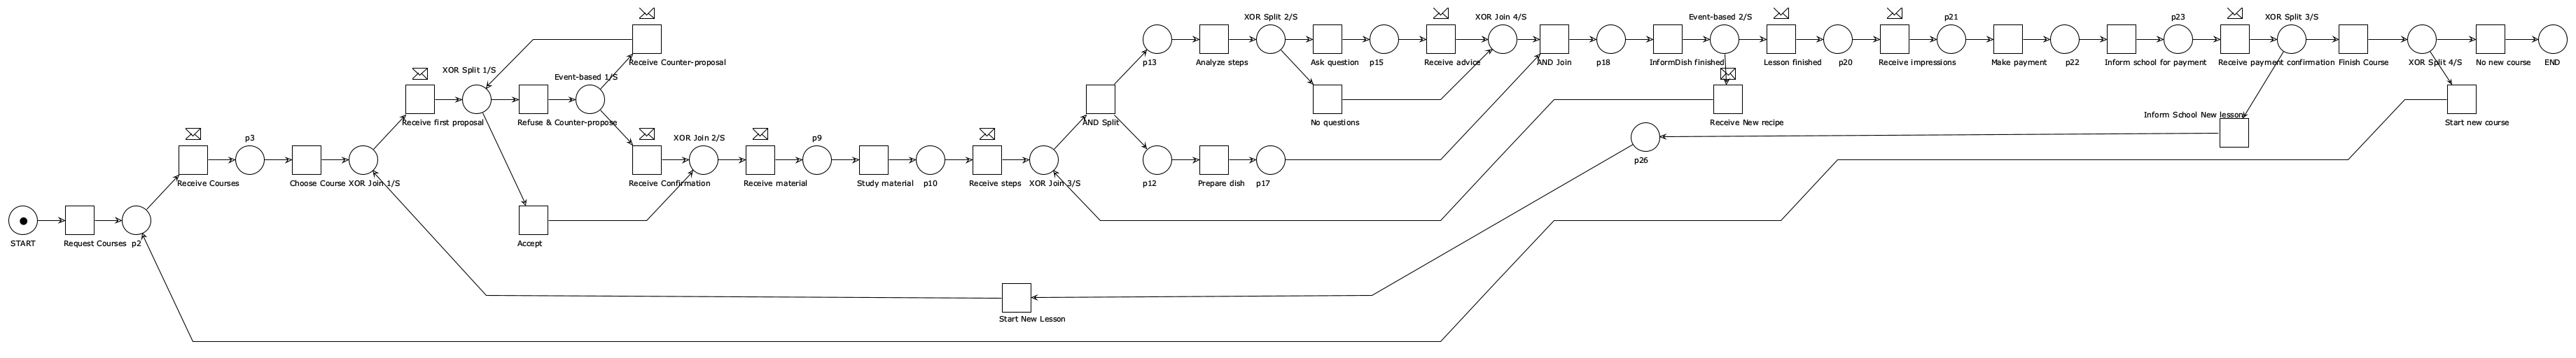 XOR Split 2/S
XOR Join 4/S
Event-based 2/S
p21
p23
XOR Split 3/S
p13
Analyze steps
Ask question
p15
Receive advice
AND Join
p18
InformDish finished
Lesson finished
p20
Receive impressions
Make payment
p22
Inform school for payment
Receive payment confirmation
Finish Course
XOR Split 4/S
No new course
END
Receive Counter-proposal
XOR Split 1/S
Event-based 1/S
Receive first proposal
Refuse & Counter-propose
AND Split
No questions
Receive New recipe
Inform School New lesson
Start new course
p3
XOR Join 2/S
p9
p26
Receive Courses
Choose Course
XOR Join 1/S
Receive Confirmation
Receive material
Study material
p10
Receive steps
XOR Join 3/S
p12
Prepare dish
p17
START
Request Courses
p2
Accept
Start New Lesson